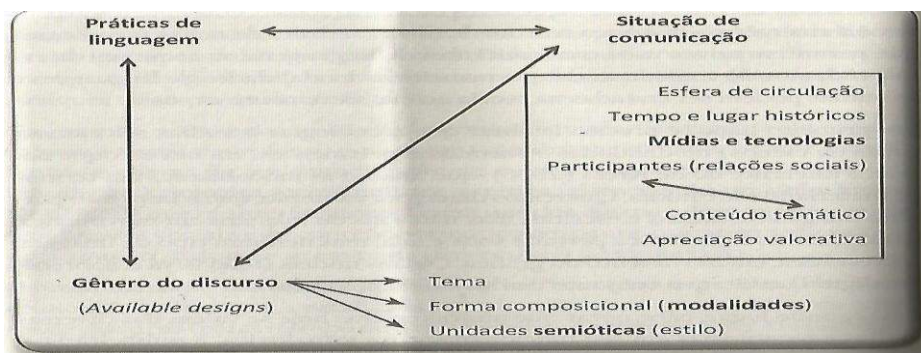 Práticas de
linguagem
Situação de
comunicação
Esfera de circulação
Tempo e lugar históricos
Mídias e tecnologias
Participantes (relações sociais)
Conteúdo temático
Apreciação valorativa
Gênero do discurso
(Available designs)
Tema
Forma composicional (modalidades)
Unidades semióticas (estilo)